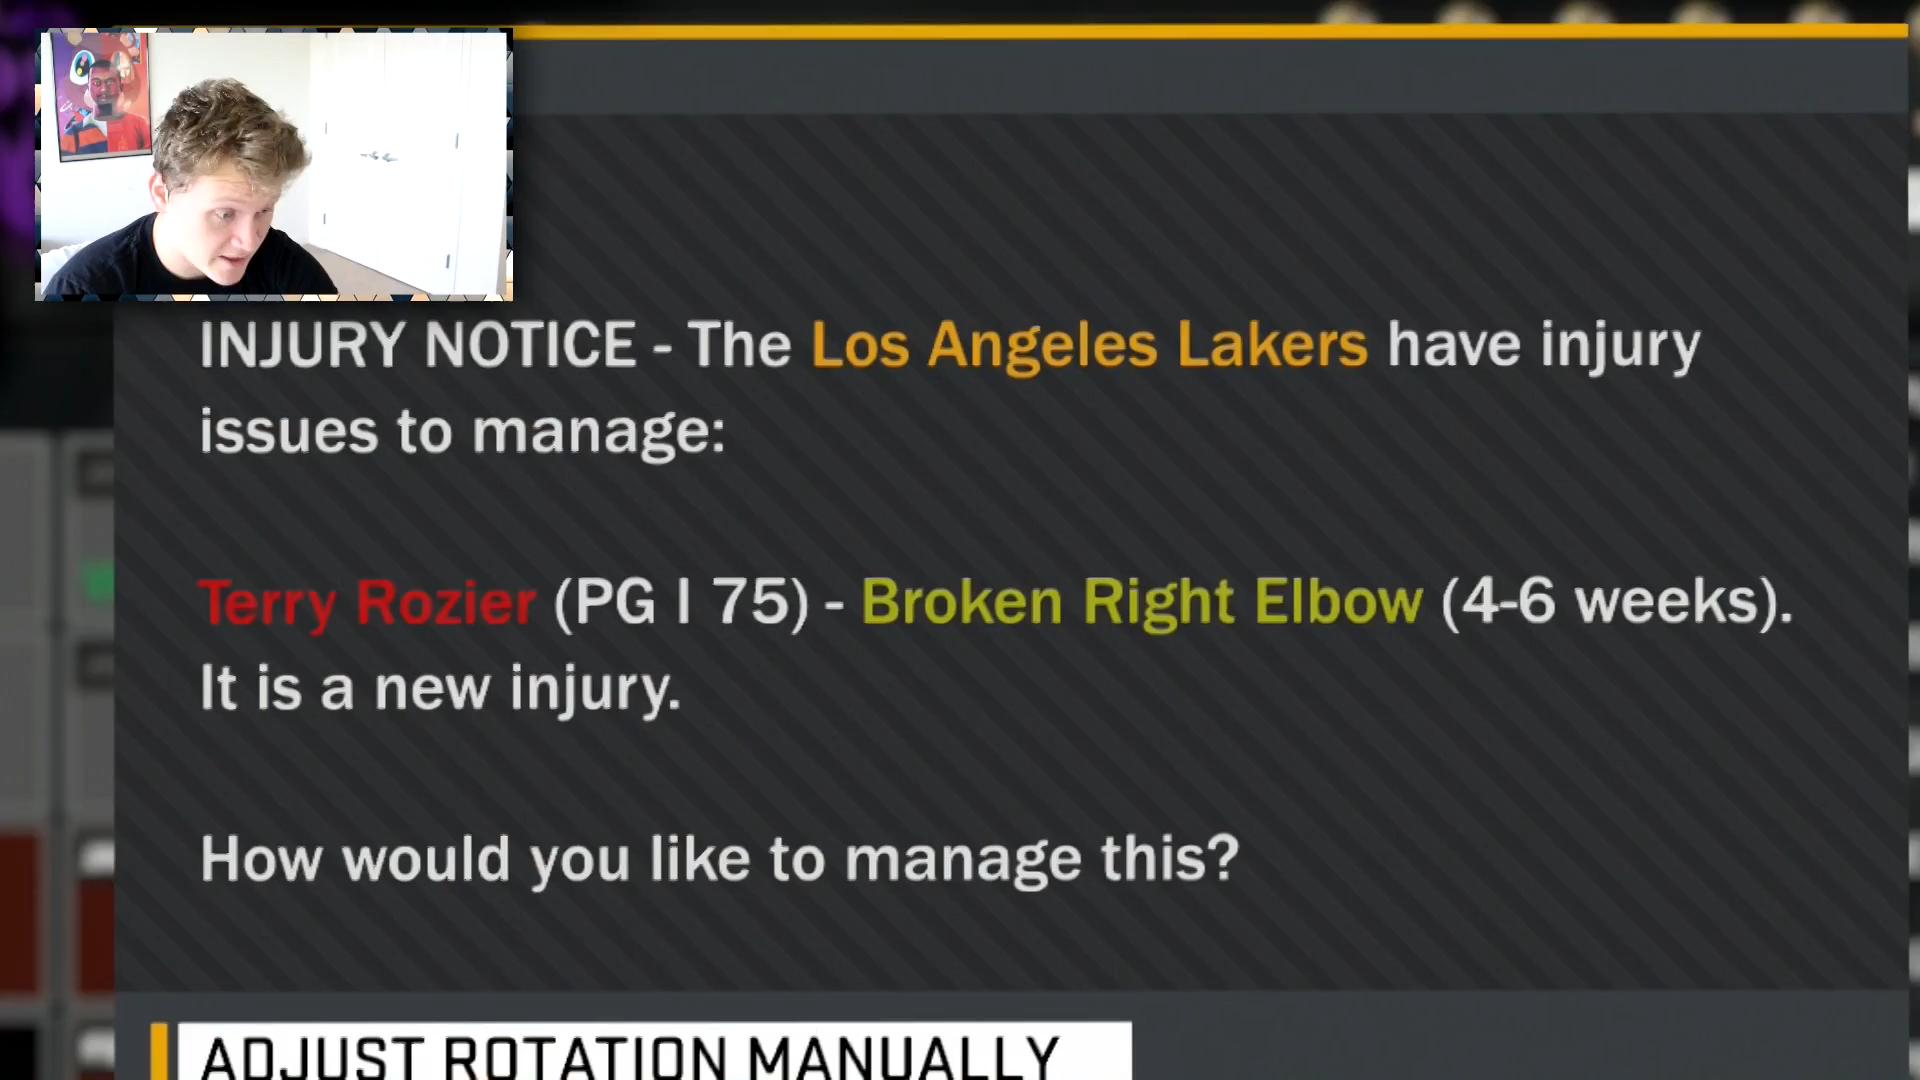 INJURY NOTICE - The Los Angeles Lakers have injury
issues to manage:
Terry Rozier (PG | 75) - Broken Right Elbow (4-6 weeks).
It is a new injury.
How would you like to manage this?
ADJUST ROTATION MANUALLY